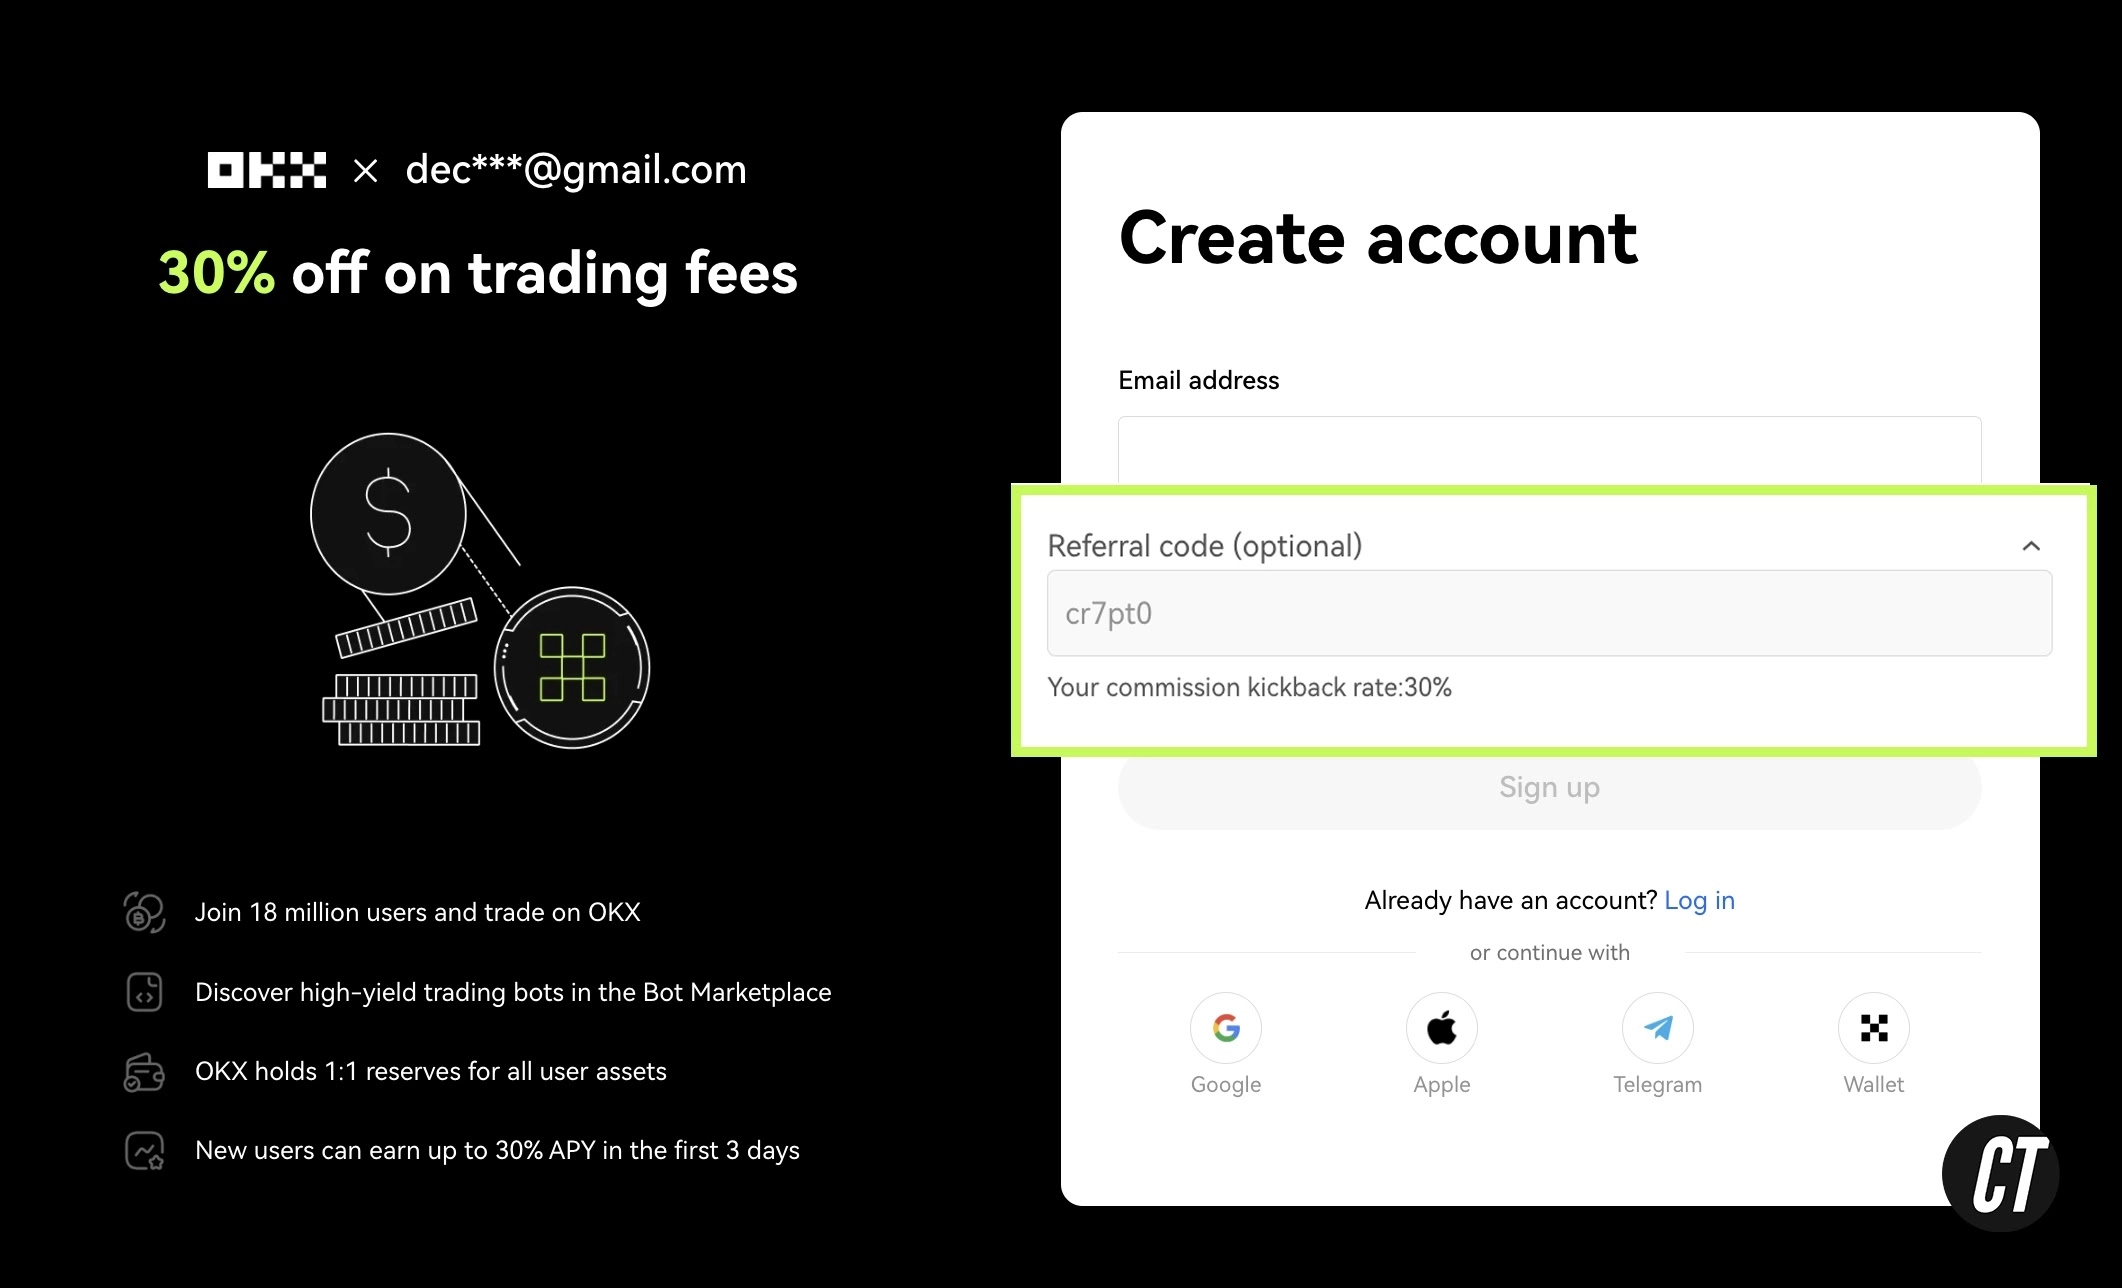 OKX × dec***@gmail.com
30% off on trading fees
$
Join 18 million users and trade on OKX
Discover high-yield trading bots in the Bot Marketplace
OKX holds 1:1 reserves for all user assets
New users can earn up to 30% APY in the first 3 days
Create account
Email address
Referral code (optional)
cr7pt0
Your commission kickback rate:30%
Sign up
Already have an account? Log in
or continue with
Google Apple Telegram Wallet
CT